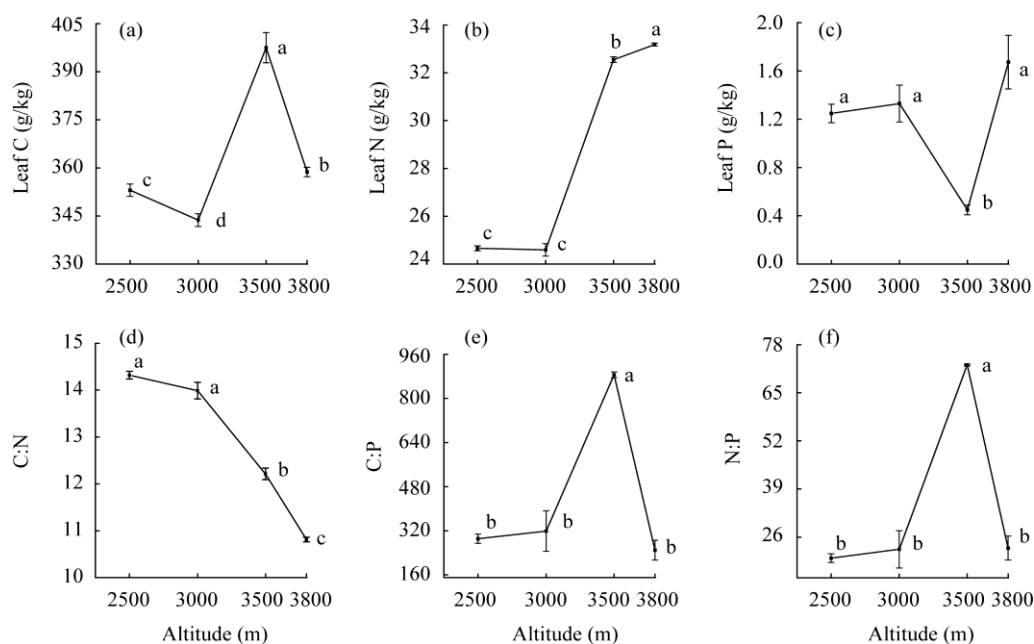 (a)
Leaf C (g/kg)
405
390
375
360
345
330
c
d
a
b
2500 3000 3500 3800
(b)
Leaf N (g/kg)
34
32
30
28
26
24
c
c
b
a
2500 3000 3500 3800
(c)
Leaf P (g/kg)
2.0
1.6
1.2
0.8
0.4
0.0
a
a
b
a
2500 3000 3500 3800
(d)
C:N
15
14
13
12
11
10
a
a
b
c
2500 3000 3500 3800
Altitude (m)
(e)
C:P
960
800
640
480
320
160
b
b
a
b
2500 3000 3500 3800
Altitude (m)
(f)
N:P
78
65
52
39
26
b
b
a
b
2500 3000 3500 3800
Altitude (m)